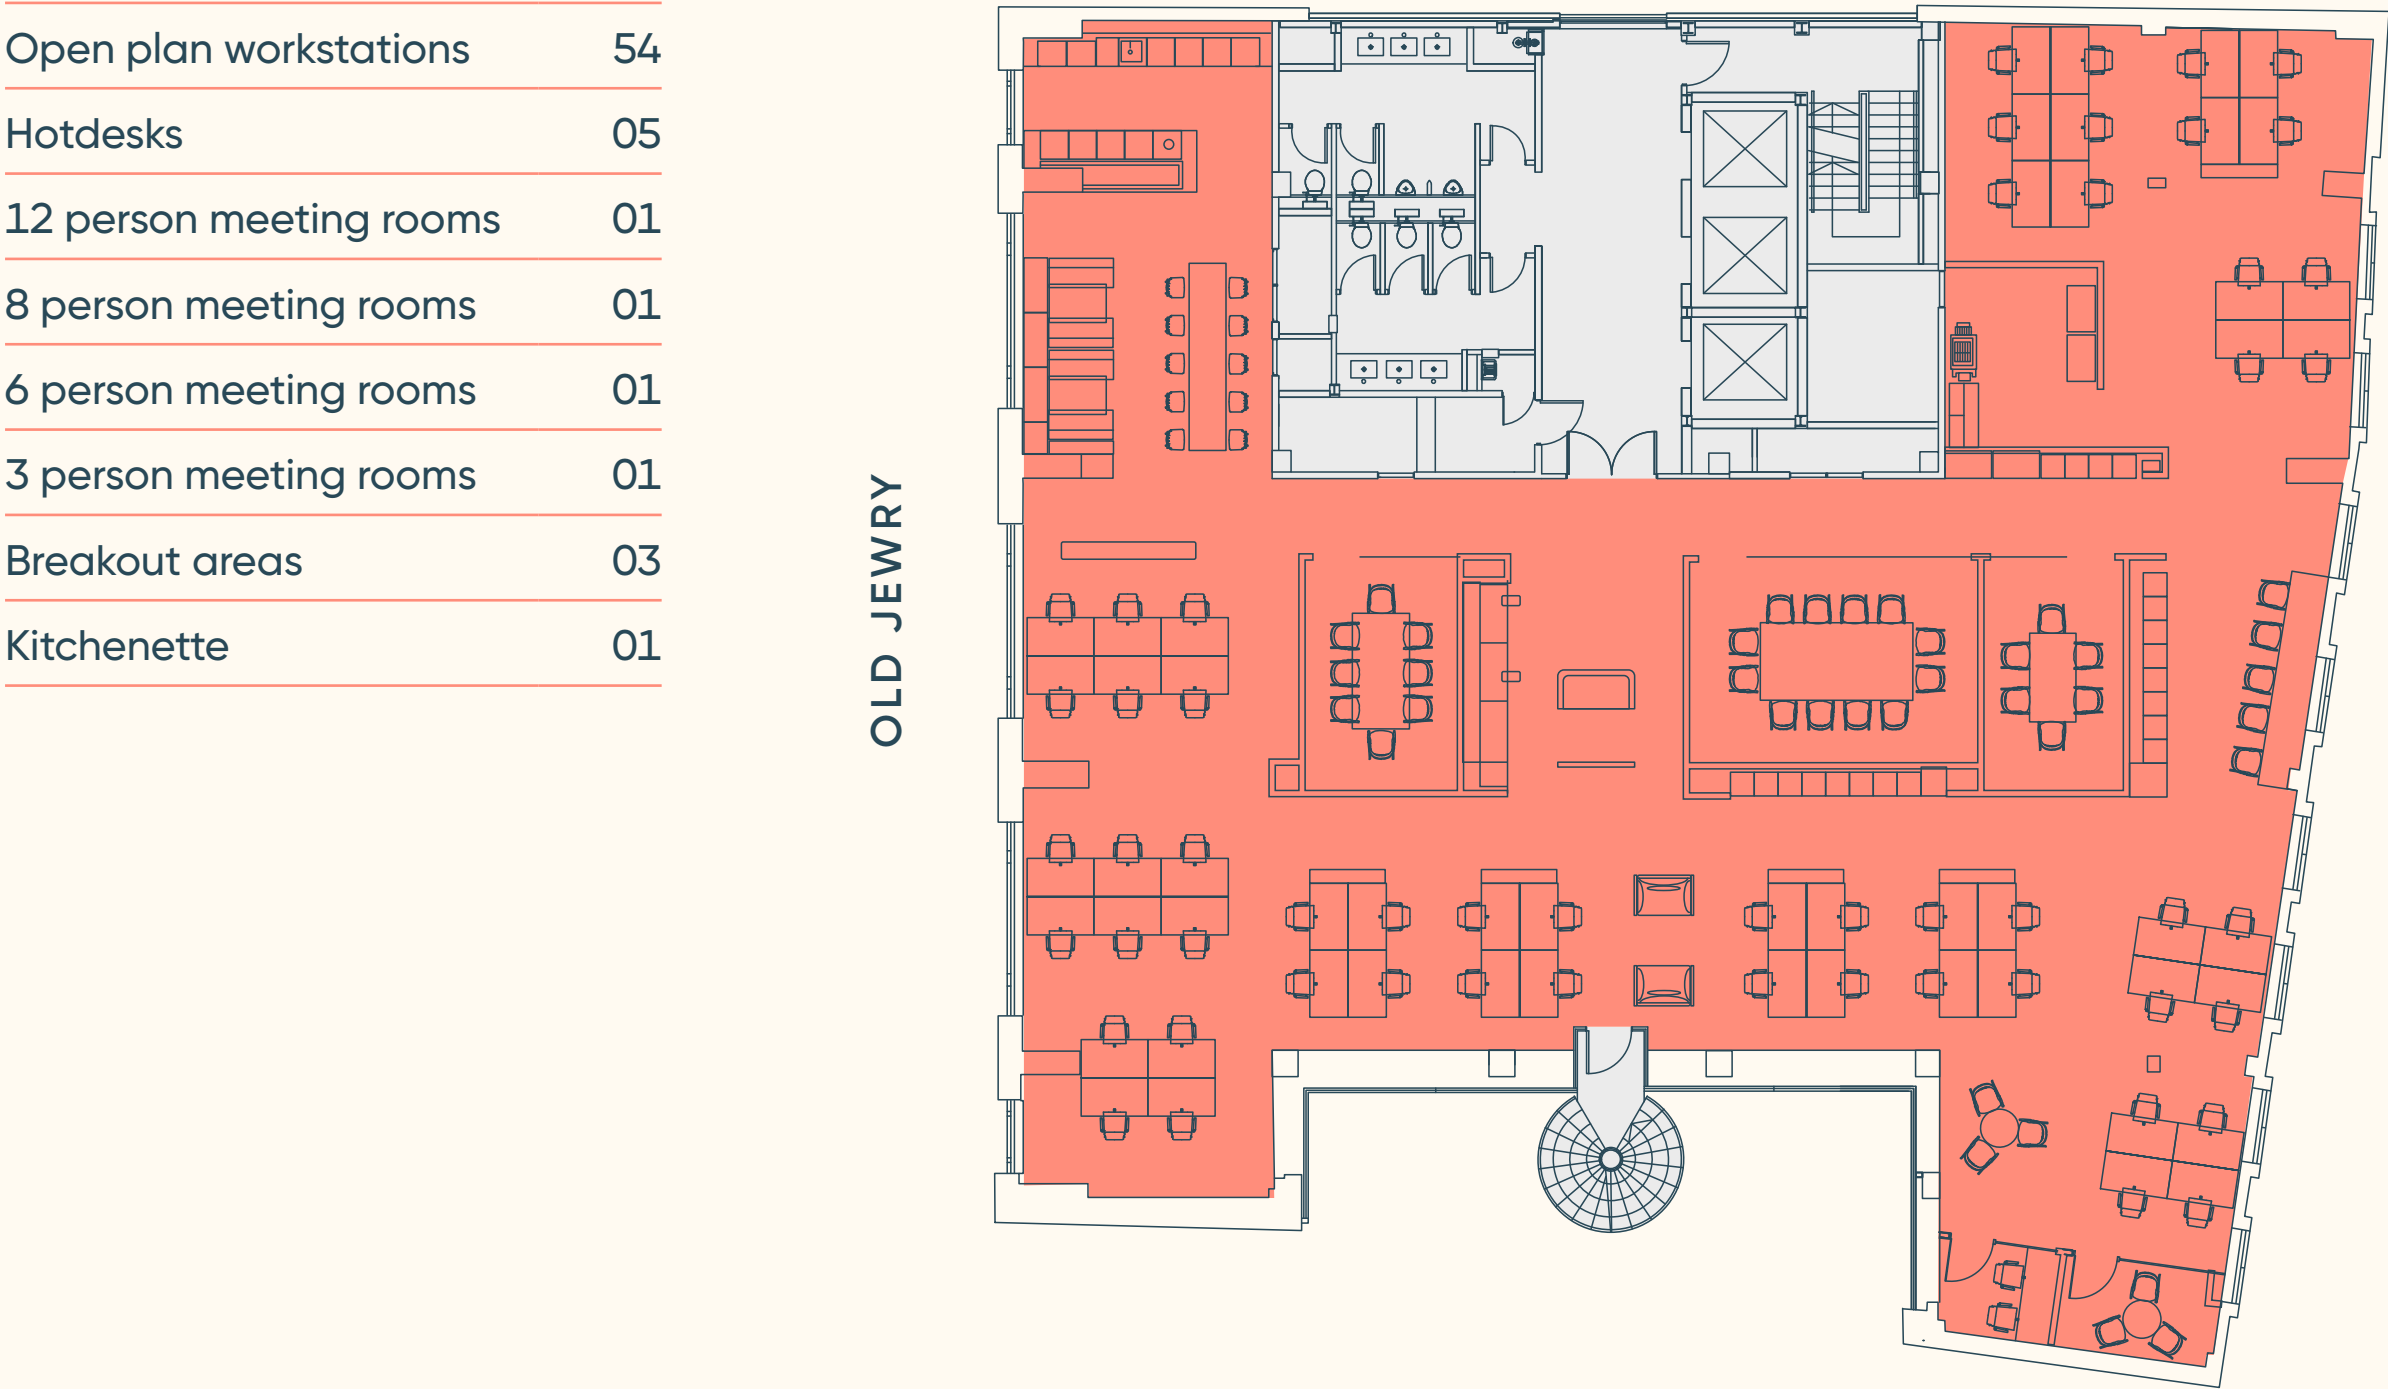 Open plan workstations 54
Hotdesks 05
12 person meeting rooms 01
8 person meeting rooms 01
6 person meeting rooms 01
3 person meeting rooms 01
Breakout areas 03
Kitchenette 01
OLD JEWRY